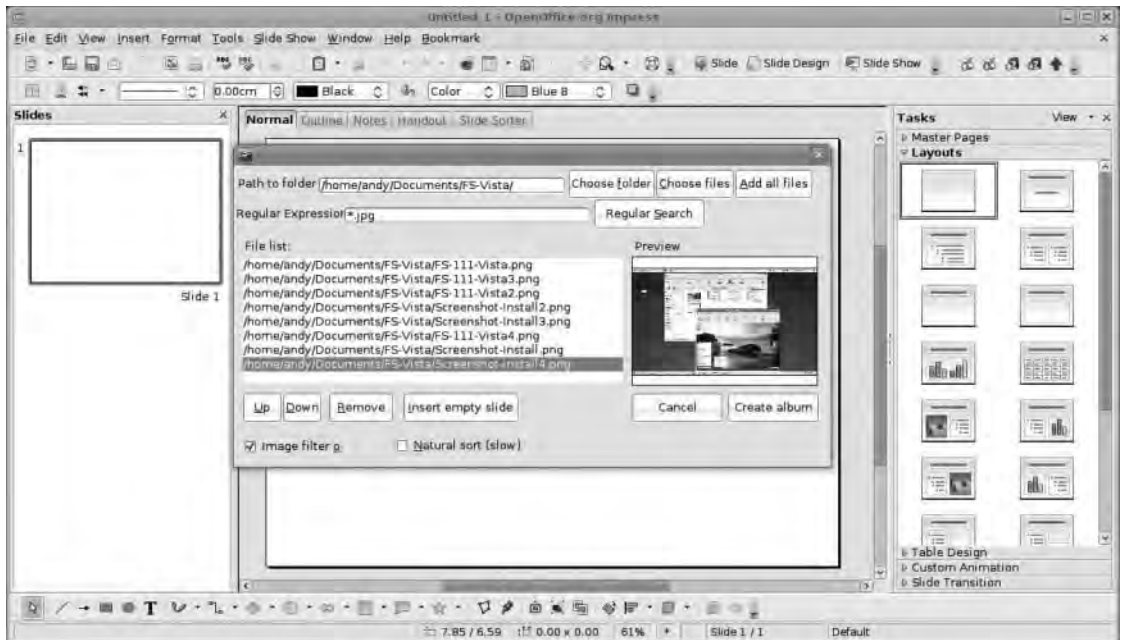 Untitled 1 - OpenOffice.org Impress
File Edit View Insert Format Tools Slide Show Window Help Bookmark
Slide Slide Design Slide Show
0.00cm Black Color Blue 8
Slides
Normal Outline Notes Handout Slide Sorter
Tasks View
Master Pages
Layouts
1
Slide 1
Path to folder /home/andy/Documents/FS-Vista/ Choose folder Choose files Add all files
Regular Expression *.jpg Regular Search
File list:
Preview
/home/andy/Documents/FS-Vista/FS-111-Vista.png
/home/andy/Documents/FS-Vista/FS-111-Vista3.png
/home/andy/Documents/FS-Vista/FS-111-Vista2.png
/home/andy/Documents/FS-Vista/Screenshot-Install2.png
/home/andy/Documents/FS-Vista/Screenshot-Install3.png
/home/andy/Documents/FS-Vista/FS-111-Vista4.png
/home/andy/Documents/FS-Vista/Screenshot-Install.png
/home/andy/Documents/FS-Vista/Screenshot-Install4.png
Up Down Remove Insert empty slide Cancel Create album
Image filter o Natural sort (slow)
Table Design
Custom Animation
Slide Transition
7.85 / 6.59 0.00 x 0.00 61% * Slide 1 / 1 Default